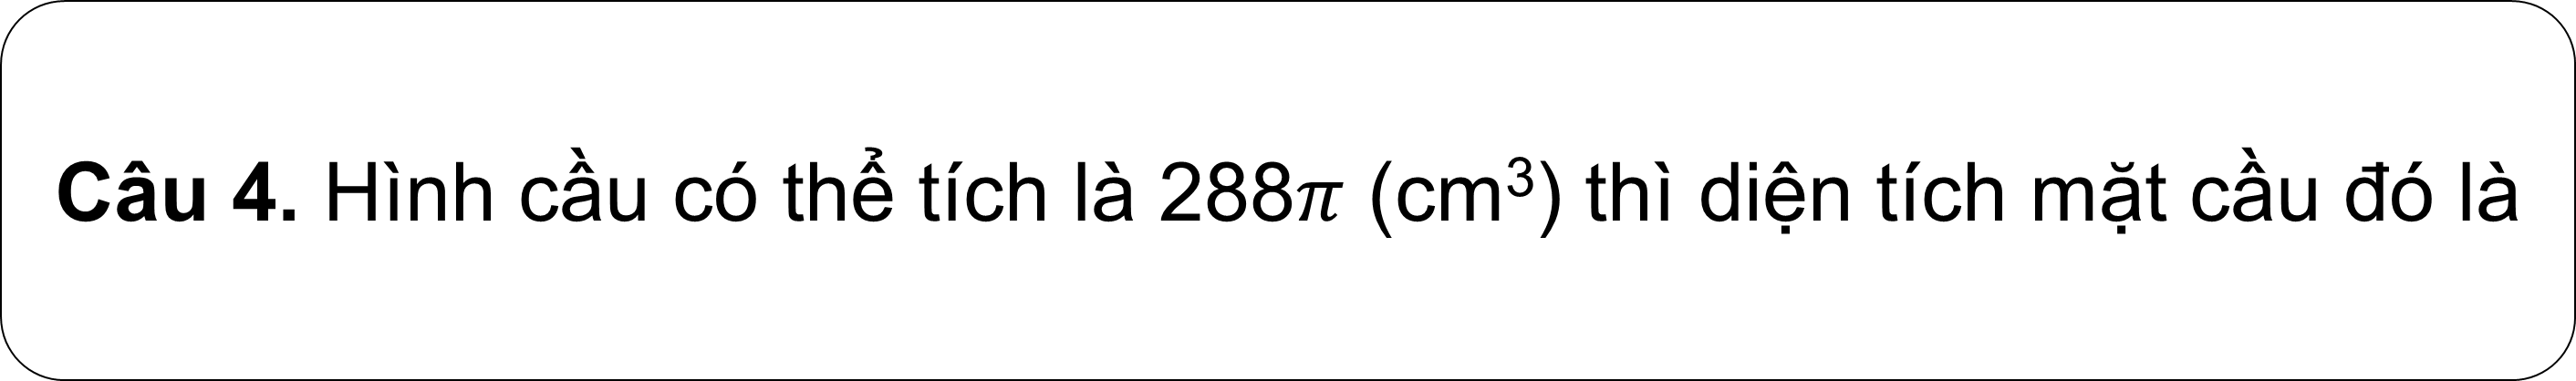 Câu 4. Hình cầu có thể tích là 288π (cm³) thì diện tích mặt cầu đó là